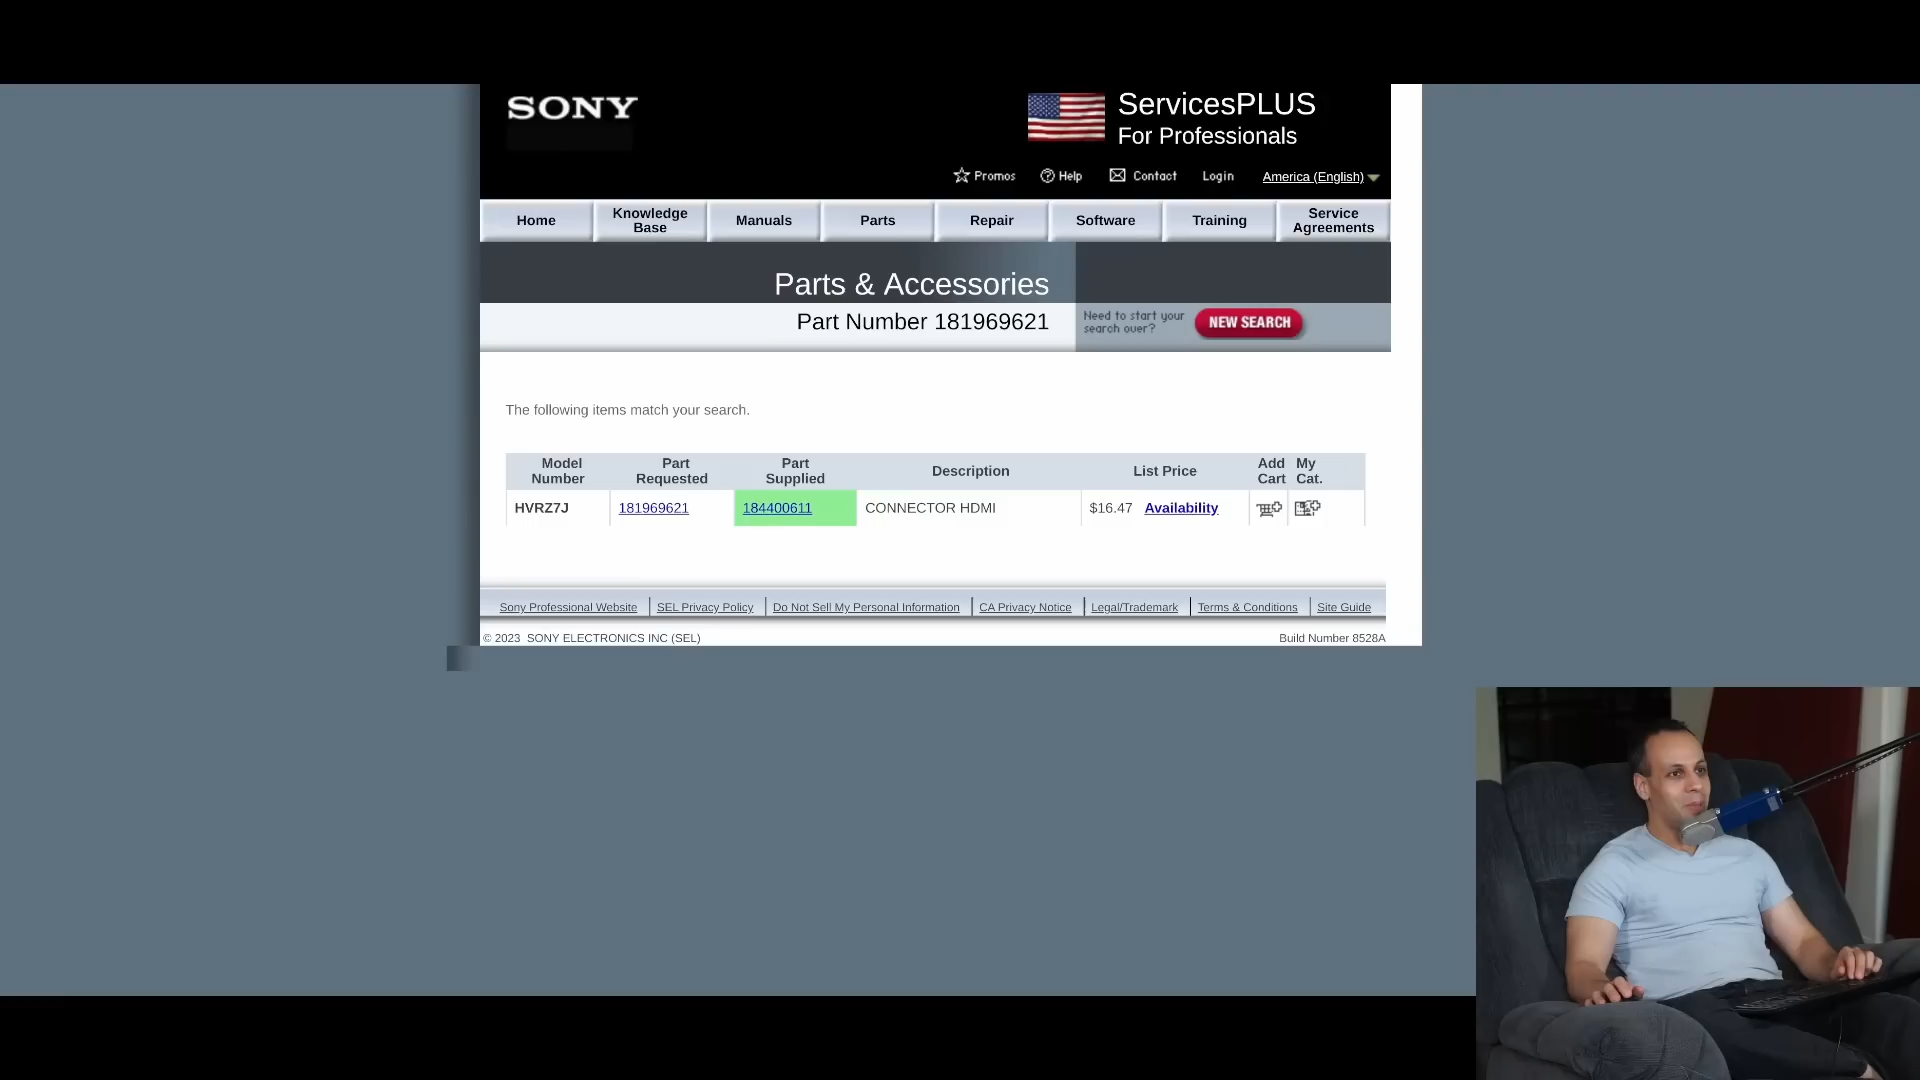 SONY
ServicesPLUS
For Professionals
Promos Help Contact Login America (English)
Home Knowledge Base Manuals Parts Repair Software Training Service Agreements
Parts & Accessories
Part Number 181969621
Need to start your
search over?
NEW SEARCH
The following items match your search.
Model Number Part Requested Part Supplied Description List Price Add Cart My Cat.
HVRZ7J 181969621 184400611 CONNECTOR HDMI $16.47 Availability
Sony Professional Website SEL Privacy Policy Do Not Sell My Personal Information CA Privacy Notice Legal/Trademark Terms & Conditions Site Guide
© 2023 SONY ELECTRONICS INC (SEL) Build Number 8528A